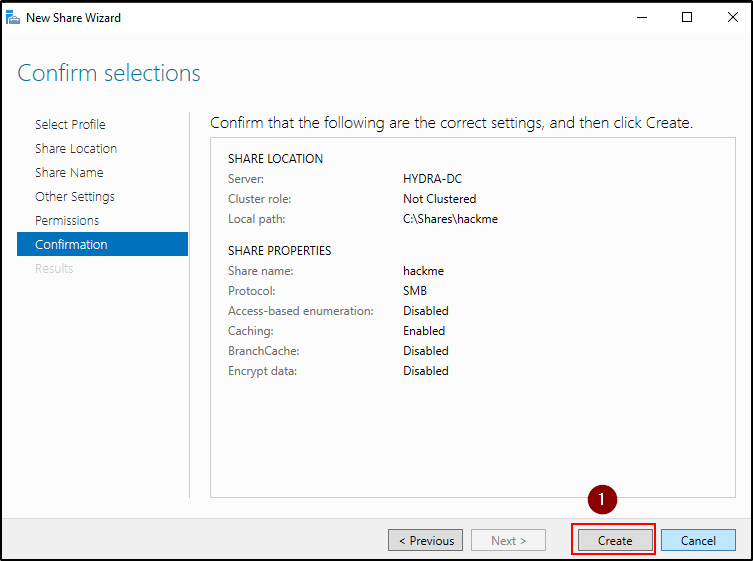 New Share Wizard
Confirm selections
Select Profile
Share Location
Share Name
Other Settings
Permissions
Confirmation
Results
Confirm that the following are the correct settings, and then click Create.
SHARE LOCATION
Server: HYDRA-DC
Cluster role: Not Clustered
Local path: C:\Shares\hackme
SHARE PROPERTIES
Share name: hackme
Protocol: SMB
Access-based enumeration: Disabled
Caching: Enabled
BranchCache: Disabled
Encrypt data: Disabled
1
< Previous Next > Create Cancel